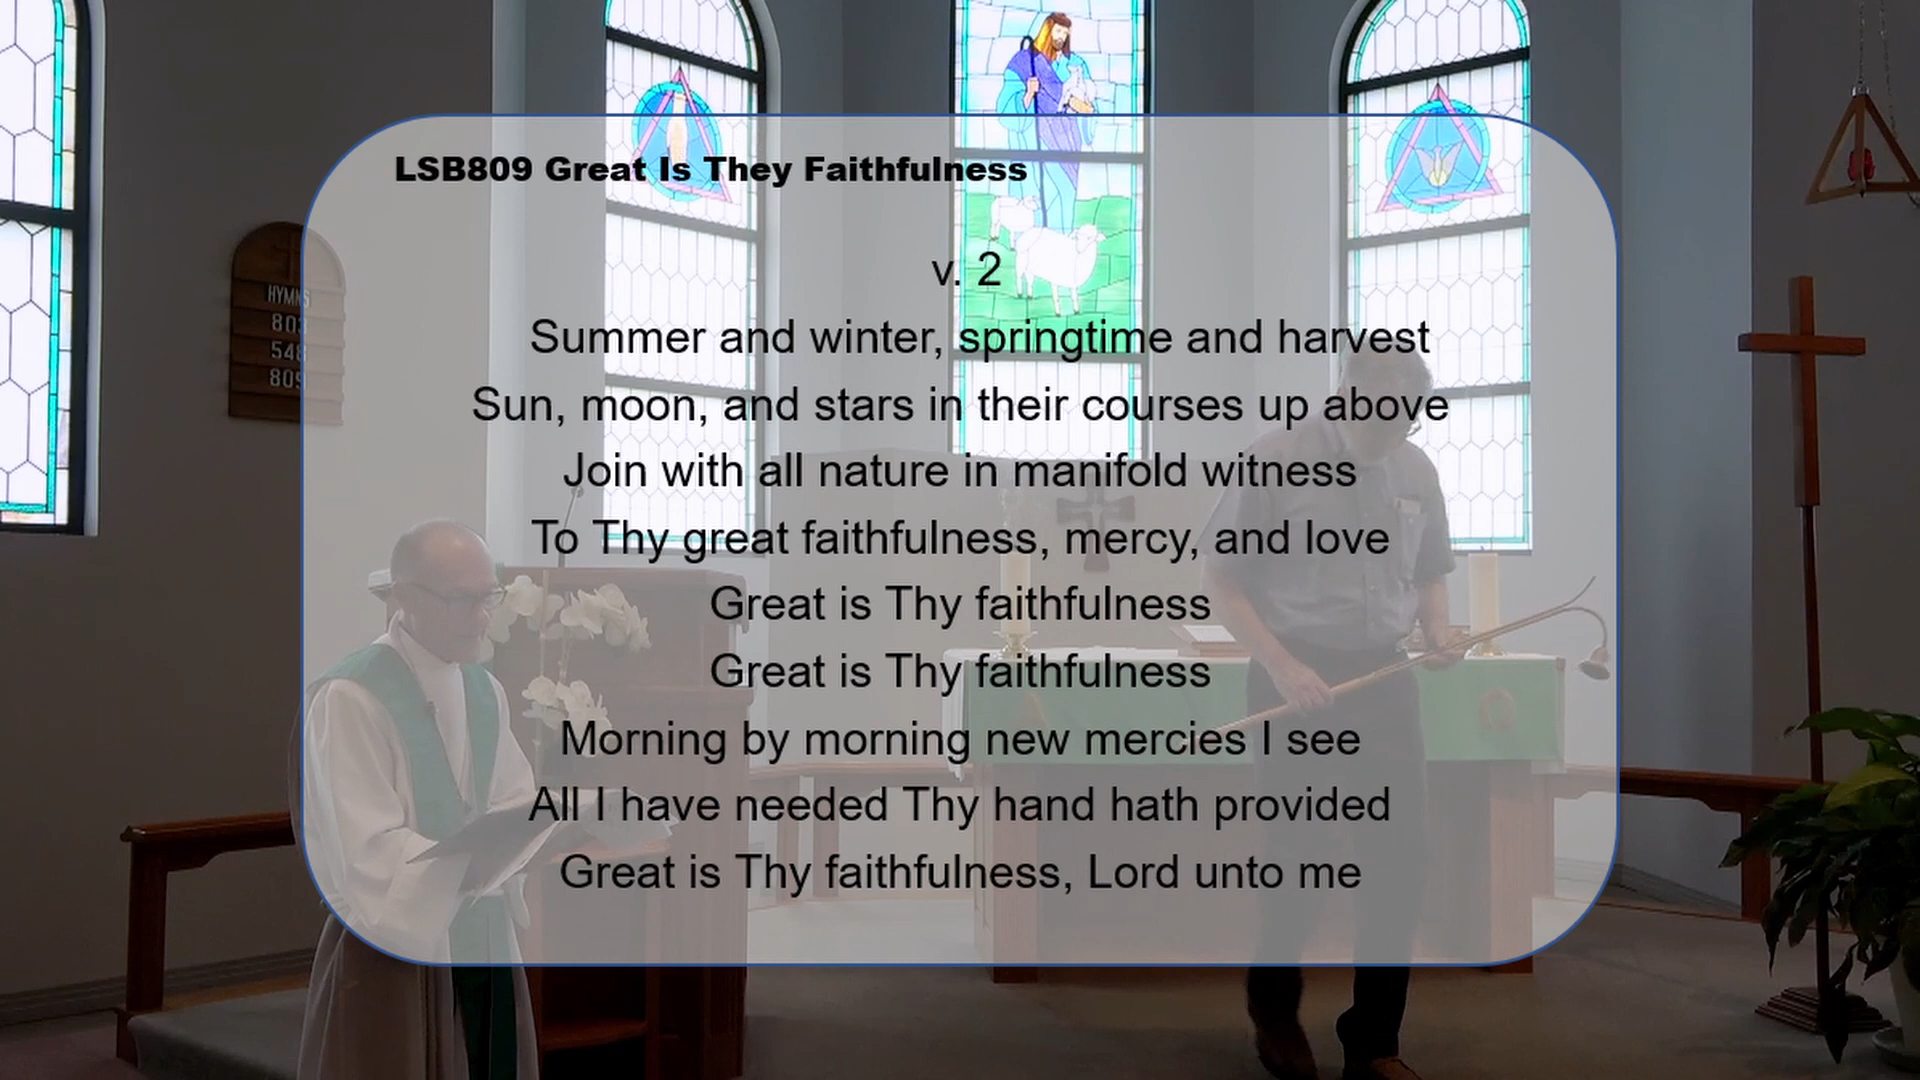 LSB809 Great Is They Faithfulness
v. 2
Summer and winter, springtime and harvest
Sun, moon, and stars in their courses up above
Join with all nature in manifold witness
To Thy great faithfulness, mercy, and love
Great is Thy faithfulness
Great is Thy faithfulness
Morning by morning new mercies I see
All I have needed Thy hand hath provided
Great is Thy faithfulness, Lord unto me
HYMNS
803
548
809